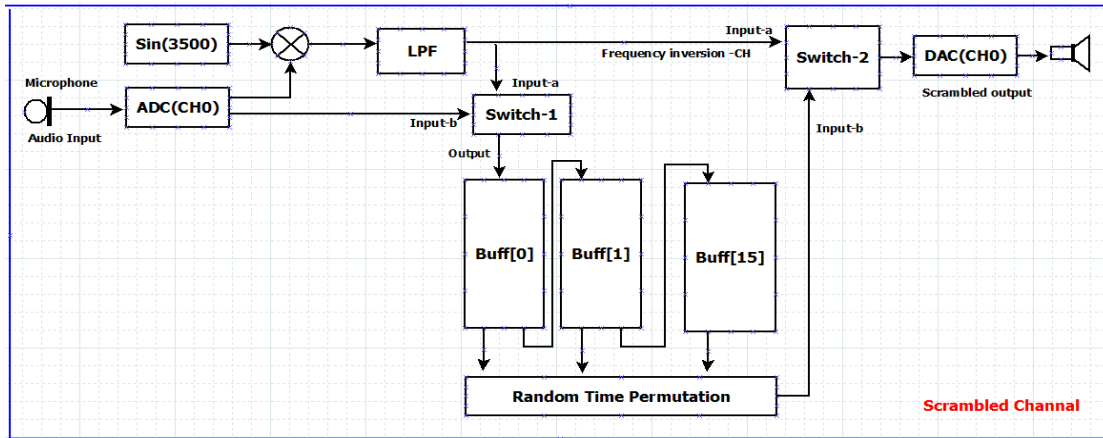 Sin(3500)
LPF
Input-a
Frequency inversion -CH
Switch-2
DAC(CH0)
Scrambled output
Microphone
ADC(CH0)
Audio Input
Input-a
Input-b
Switch-1
Input-b
Output
Buff[0]
Buff[1]
Buff[15]
Random Time Permutation
Scrambled Channel